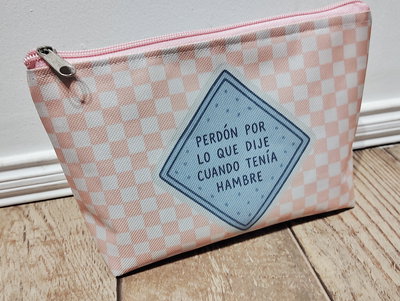 PERDÓN POR
LO QUE DIJE
CUANDO TENÍA
HAMBRE